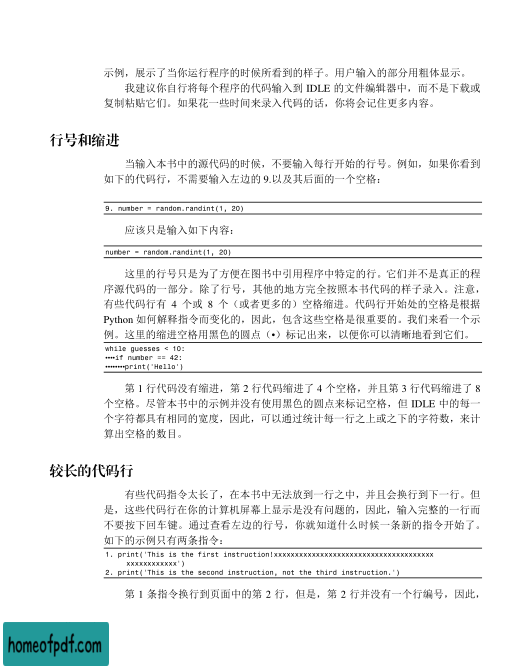 示例，展示了当你运行程序的时候所看到的样子。用户输入的部分用粗体显示。
我建议你自行将每个程序的代码输入到 IDLE 的文件编辑器中，而不是下载或
复制粘贴它们。如果花一些时间来录入代码的话，你将会记住更多内容。
行号和缩进
当输入本书中的源代码的时候，不要输入每行开始的行号。例如，如果你看到
如下的代码行，不需要输入左边的 9.以及其后面的一个空格：
9. number = random.randint(1, 20)
应该只是输入如下内容：
number = random.randint(1, 20)
这里的行号只是为了方便在图书中引用程序中特定的行。它们并不是真正的程
序源代码的一部分。除了行号，其他的地方完全按照本书代码的样子录入。注意，
有些代码行有 4 个或 8 个（或者更多的）空格缩进。代码行开始处的空格是根据
Python 如何解释指令而变化的，因此，包含这些空格是很重要的。我们来看一个示
例。这里的缩进空格用黑色的圆点（•）标记出来，以便你可以清晰地看到它们。
while guesses < 10:
••••if number == 42:
••••••••print('Hello')
第 1 行代码没有缩进，第 2 行代码缩进了 4 个空格，并且第 3 行代码缩进了 8
个空格。尽管本书中的示例并没有使用黑色的圆点来标记空格，但 IDLE 中的每一
个字符都具有相同的宽度，因此，可以通过统计每一行之上或之下的字符数，来计
算出空格的数目。
较长的代码行
有些代码指令太长了，在本书中无法放到一行之中，并且会换行到下一行。但
是，这些代码行在你的计算机屏幕上显示是没有问题的，因此，输入完整的一行而
不要按下回车键。通过查看左边的行号，你就知道什么时候一条新的指令开始了。
如下的示例只有两条指令：
1. print('This is the first instruction!xxxxxxxxxxxxxxxxxxxxxxxxxxxxxxxxxxxxxx
xxxxxxxxxxxx')
2. print('This is the second instruction, not the third instruction.')
第 1 条指令换行到页面中的第 2 行，但是，第 2 行并没有一个行编号，因此，
homeofpdf.com